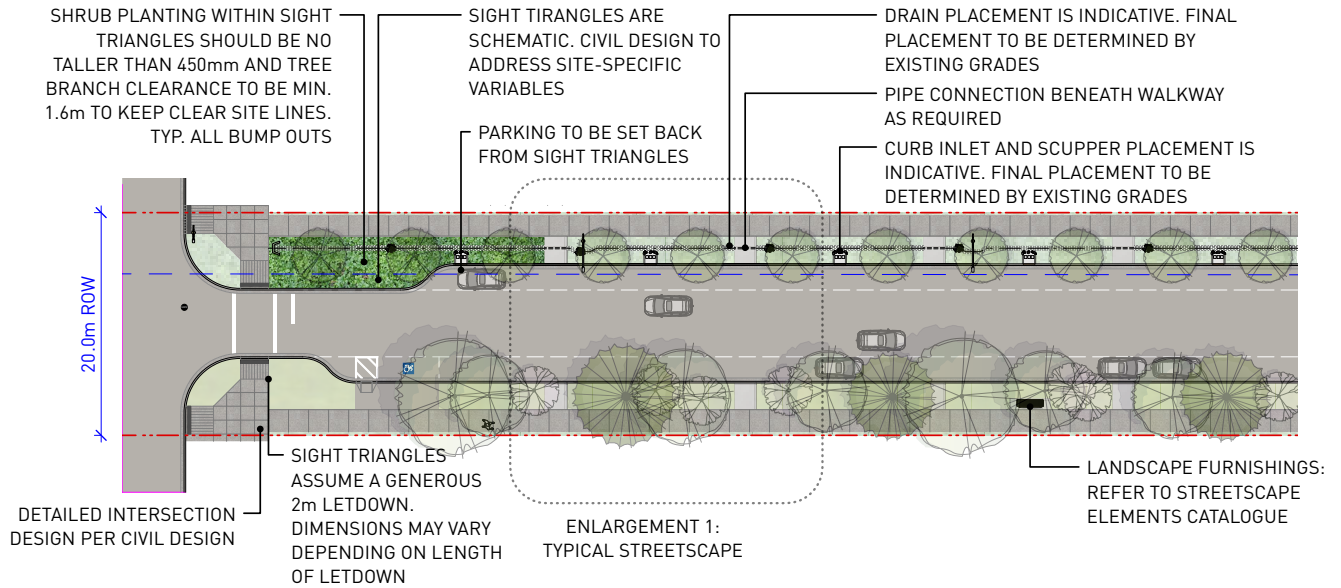 SHRUB PLANTING WITHIN SIGHT
TRIANGLES SHOULD BE NO
TALLER THAN 450mm AND TREE
BRANCH CLEARANCE TO BE MIN.
1.6m TO KEEP CLEAR SITE LINES.
TYP. ALL BUMP OUTS
SIGHT TIRANGLES ARE
SCHEMATIC. CIVIL DESIGN TO
ADDRESS SITE-SPECIFIC
VARIABLES
PARKING TO BE SET BACK
FROM SIGHT TRIANGLES
DRAIN PLACEMENT IS INDICATIVE. FINAL
PLACEMENT TO BE DETERMINED BY
EXISTING GRADES
PIPE CONNECTION BENEATH WALKWAY
AS REQUIRED
CURB INLET AND SCUPPER PLACEMENT IS
INDICATIVE. FINAL PLACEMENT TO BE
DETERMINED BY EXISTING GRADES
20.0m ROW
DETAILED INTERSECTION
DESIGN PER CIVIL DESIGN
SIGHT TRIANGLES
ASSUME A GENEROUS
2m LETDOWN.
DIMENSIONS MAY VARY
DEPENDING ON LENGTH
OF LETDOWN
ENLARGEMENT 1:
TYPICAL STREETSCAPE
LANDSCAPE FURNISHINGS:
REFER TO STREETSCAPE
ELEMENTS CATALOGUE